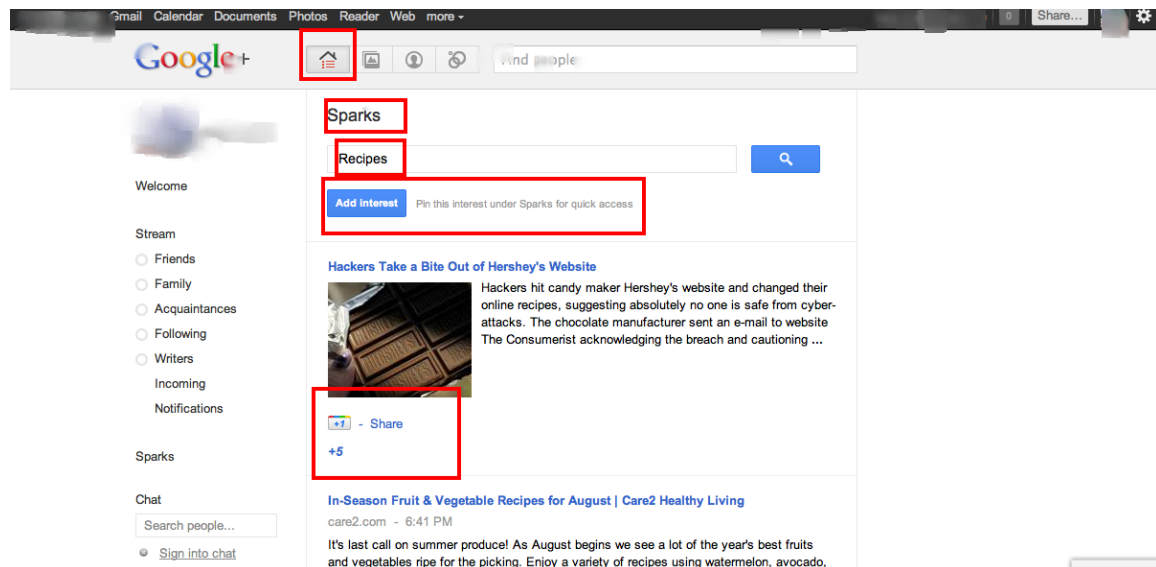 Gmail Calendar Documents Photos Reader Web more
0 Share...
Google+
Find people
Sparks
Recipes
Add interest Pin this interest under Sparks for quick access
Welcome
Stream
Friends
Family
Acquaintances
Following
Writers
Incoming
Notifications
Sparks
Chat
Search people...
Sign into chat
Hackers Take a Bite Out of Hershey's Website
Hackers hit candy maker Hershey's website and changed their
online recipes, suggesting absolutely no one is safe from cyber-
attacks. The chocolate manufacturer sent an e-mail to website
The Consumerist acknowledging the breach and cautioning ...
HERSHEY'S
+1 - Share
+5
In-Season Fruit & Vegetable Recipes for August | Care2 Healthy Living
care2.com - 6:41 PM
It's last call on summer produce! As August begins we see a lot of the year's best fruits
and vegetables ripe for the picking. Enjoy a variety of recipes using watermelon, avocado,